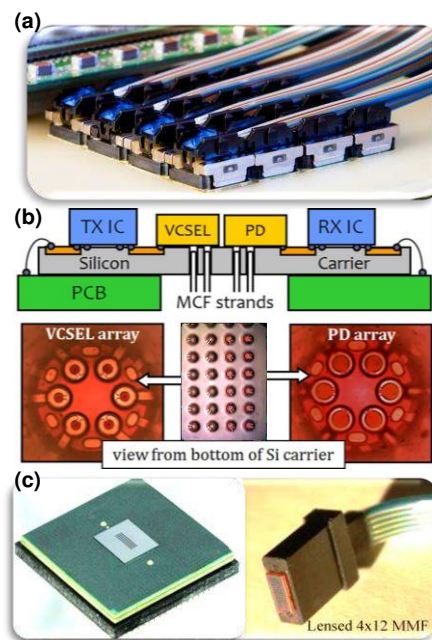 (a)
(b)
TX IC
VCSEL
PD
RX IC
Silicon
Carrier
PCB
MCF strands
VCSEL array
PD array
view from bottom of Si carrier
(c)
Lensed 4x12 MMF